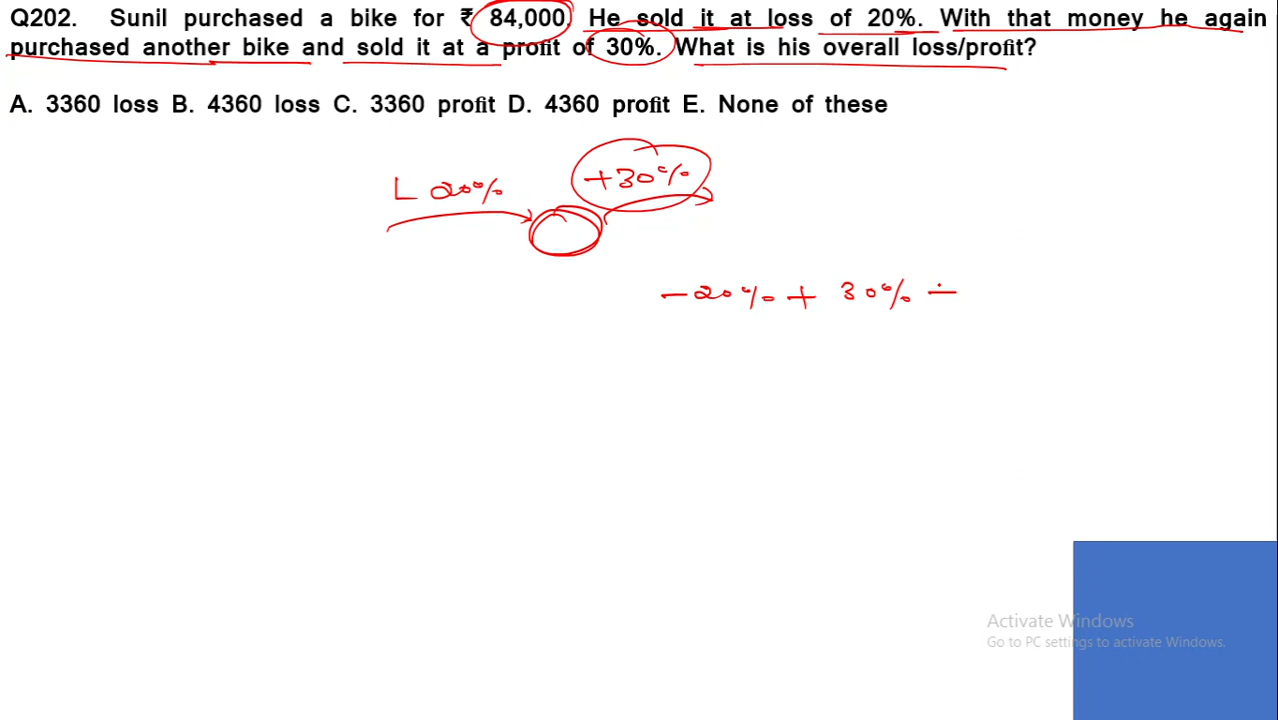 Q202. Sunil purchased a bike for ₹ 84,000. He sold it at loss of 20%. With that money he again
purchased another bike and sold it at a profit of 30%. What is his overall loss/profit?
A. 3360 loss B. 4360 loss C. 3360 profit D. 4360 profit E. None of these
L 20% +30%
-20% + 30% -
Activate Windows
Go to PC settings to activate Windows.